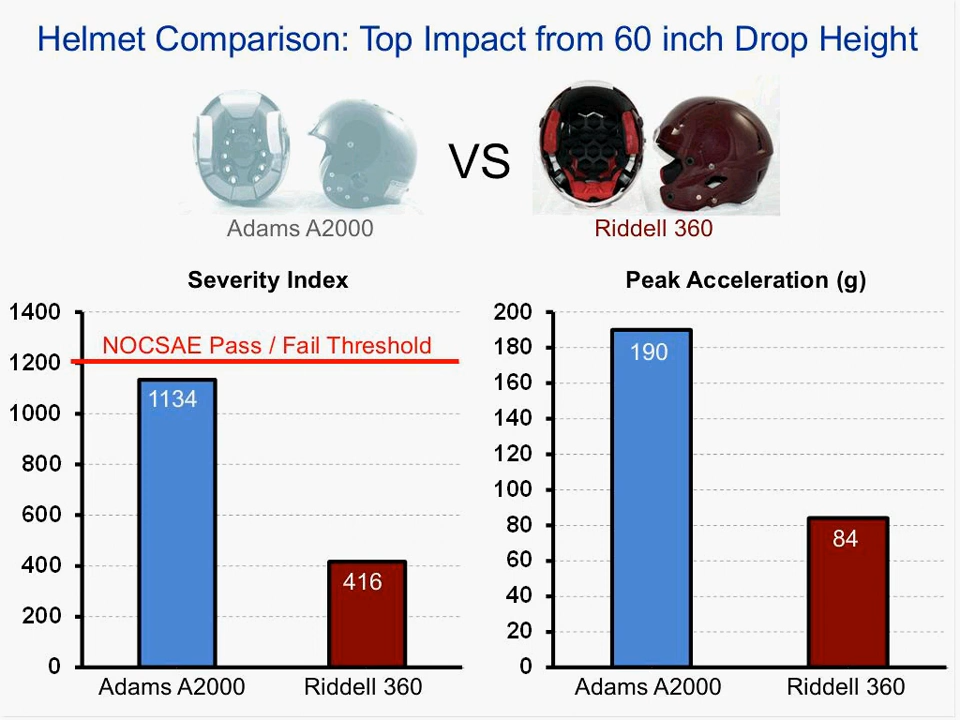 Helmet Comparison: Top Impact from 60 inch Drop Height
VS
Adams A2000
Riddell 360
Severity Index
1400
1200
1000
800
600
400
200
0
NOCSAE Pass / Fail Threshold
1134
416
Adams A2000
Riddell 360
Peak Acceleration (g)
200
180
160
140
120
100
80
60
40
20
0
190
84
Adams A2000
Riddell 360